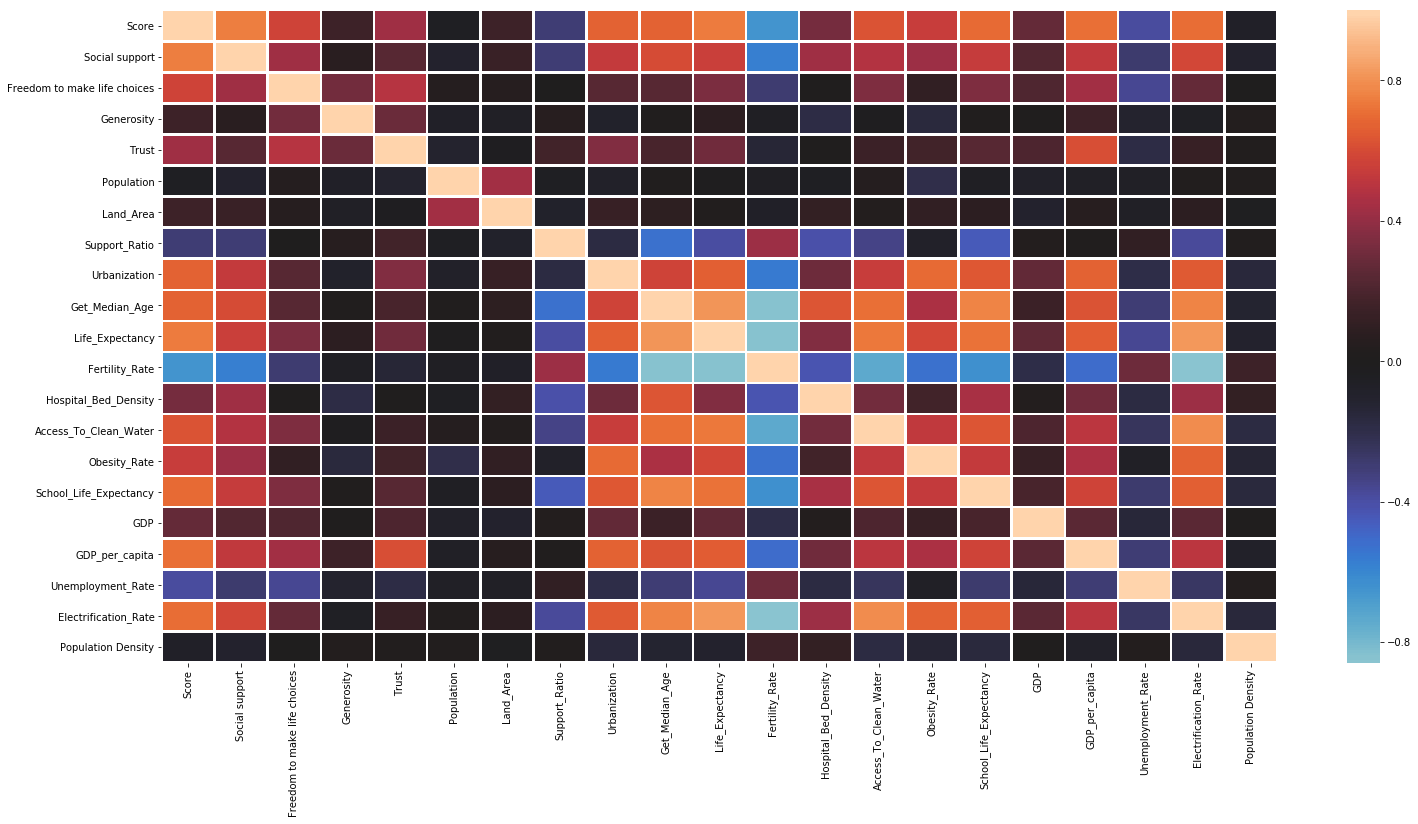 Score
Social support
Freedom to make life choices
Generosity
Trust
Population
Land_Area
Support_Ratio
Urbanization
Get_Median_Age
Life_Expectancy
Fertility_Rate
Hospital_Bed_Density
Access_To_Clean_Water
Obesity_Rate
School_Life_Expectancy
GDP
GDP_per_capita
Unemployment_Rate
Electrification_Rate
Population Density
Score
Social support
Freedom to make life choices
Generosity
Trust
Population
Land_Area
Support_Ratio
Urbanization
Get_Median_Age
Life_Expectancy
Fertility_Rate
Hospital_Bed_Density
Access_To_Clean_Water
Obesity_Rate
School_Life_Expectancy
GDP
GDP_per_capita
Unemployment_Rate
Electrification_Rate
Population Density
0.8
0.4
0.0
−0.4
−0.8